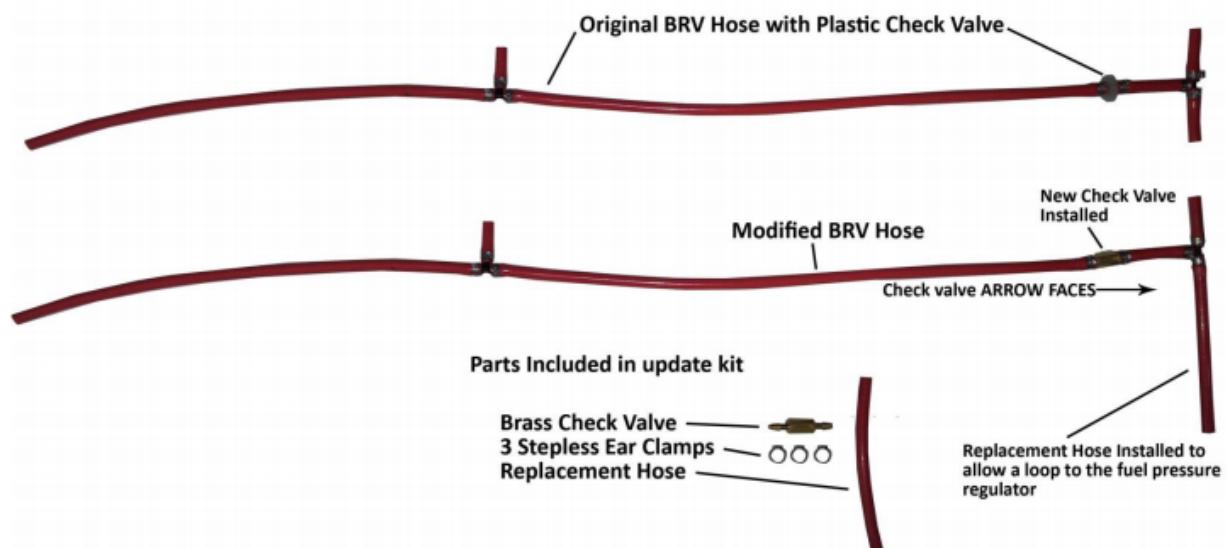 Original BRV Hose with Plastic Check Valve
New Check Valve
Installed
Modified BRV Hose
Check valve ARROW FACES
Parts Included in update kit
Brass Check Valve
3 Stepless Ear Clamps
Replacement Hose
Replacement Hose Installed to
allow a loop to the fuel pressure
regulator